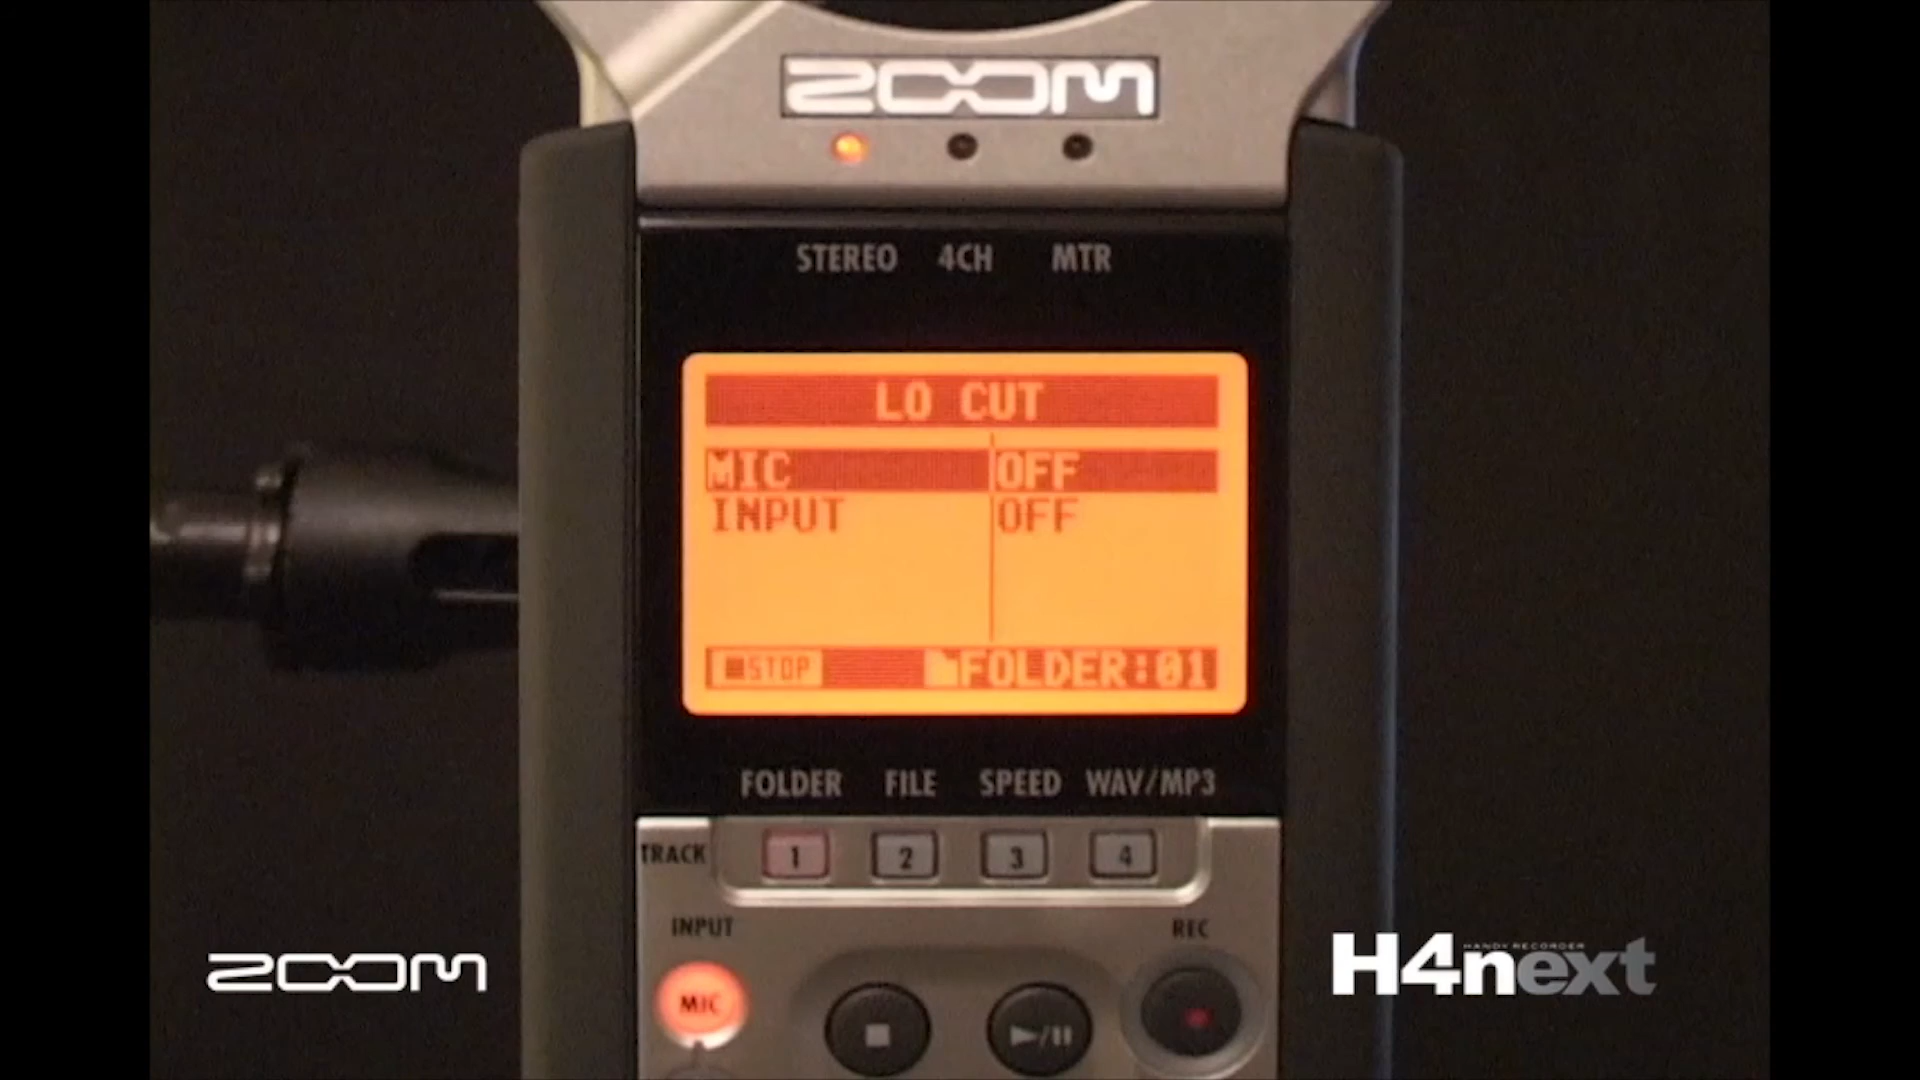 ZOOM
STEREO 4CH MTR
LO CUT
MIC OFF
INPUT OFF
STOP FOLDER:01
FOLDER FILE SPEED WAV/MP3
TRACK 1 2 3 4
INPUT REC
MIC
ZOOM
HANDY RECORDER
H4next